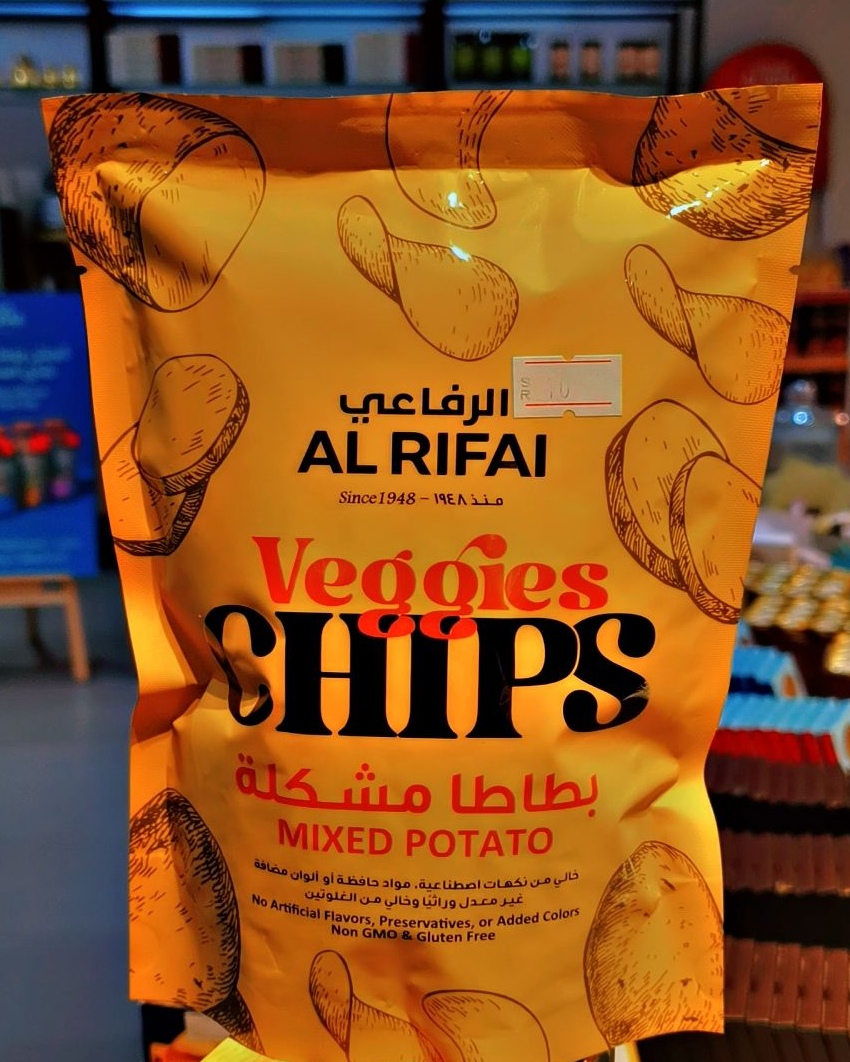 SR 10
الرفاعي
AL RIFAI
Since1948 – منذ ١٩٤٨
Veggies
CHIPS
بطاطا مشكلة
MIXED POTATO
خالي من نكهات اصطناعية، مواد حافظة أو ألوان مضافة
غير معدل وراثيًا وخالي من الغلوتين
No Artificial Flavors, Preservatives, or Added Colors
Non GMO & Gluten Free